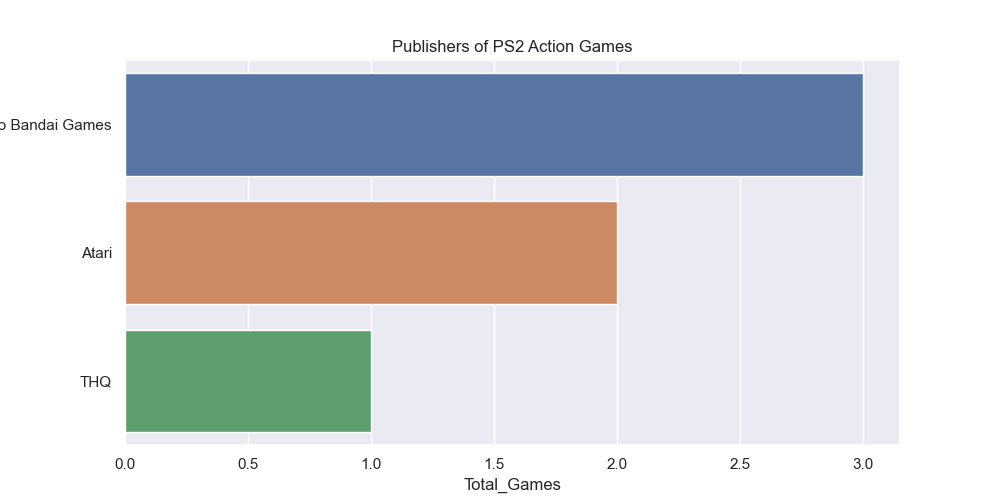 Publishers of PS2 Action Games
o Bandai Games
Atari
THQ
0.0 0.5 1.0 1.5 2.0 2.5 3.0
Total_Games